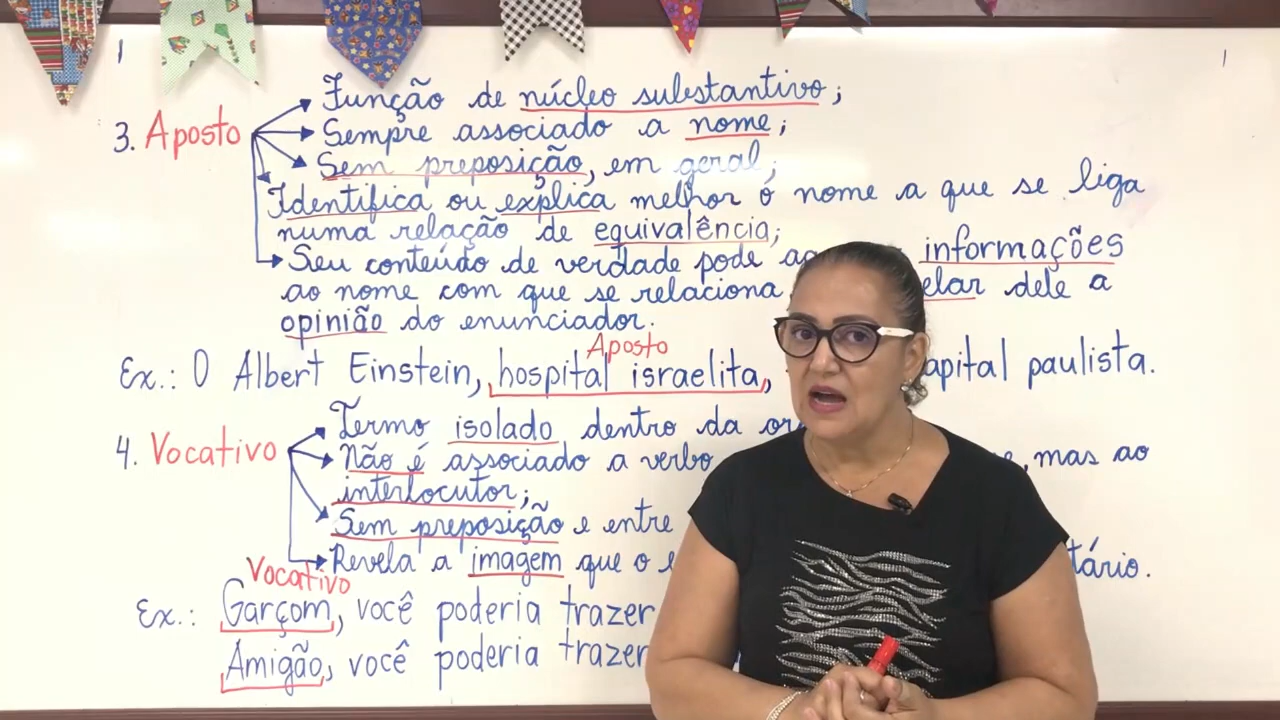 1 1
Função de núcleo substantivo;
3. Aposto
Sempre associado a nome;
Sem preposição, em geral;
Identifica ou explica melhor o nome a que se liga
numa relação de equivalência;
Seu conteúdo de verdade pode informações
ao nome com que se relaciona dele a
opinião do enunciador.
Aposto
Ex.: O Albert Einstein, hospital israelita, apital paulista.
Termo isolado dentro da
4. Vocativo
Não é associado a verbo , mas ao
interlocutor;
Sem preposição e entre
Revela a imagem que o
Vocativo
Ex.: Garçom, você poderia trazer
Amigão, você poderia trazer